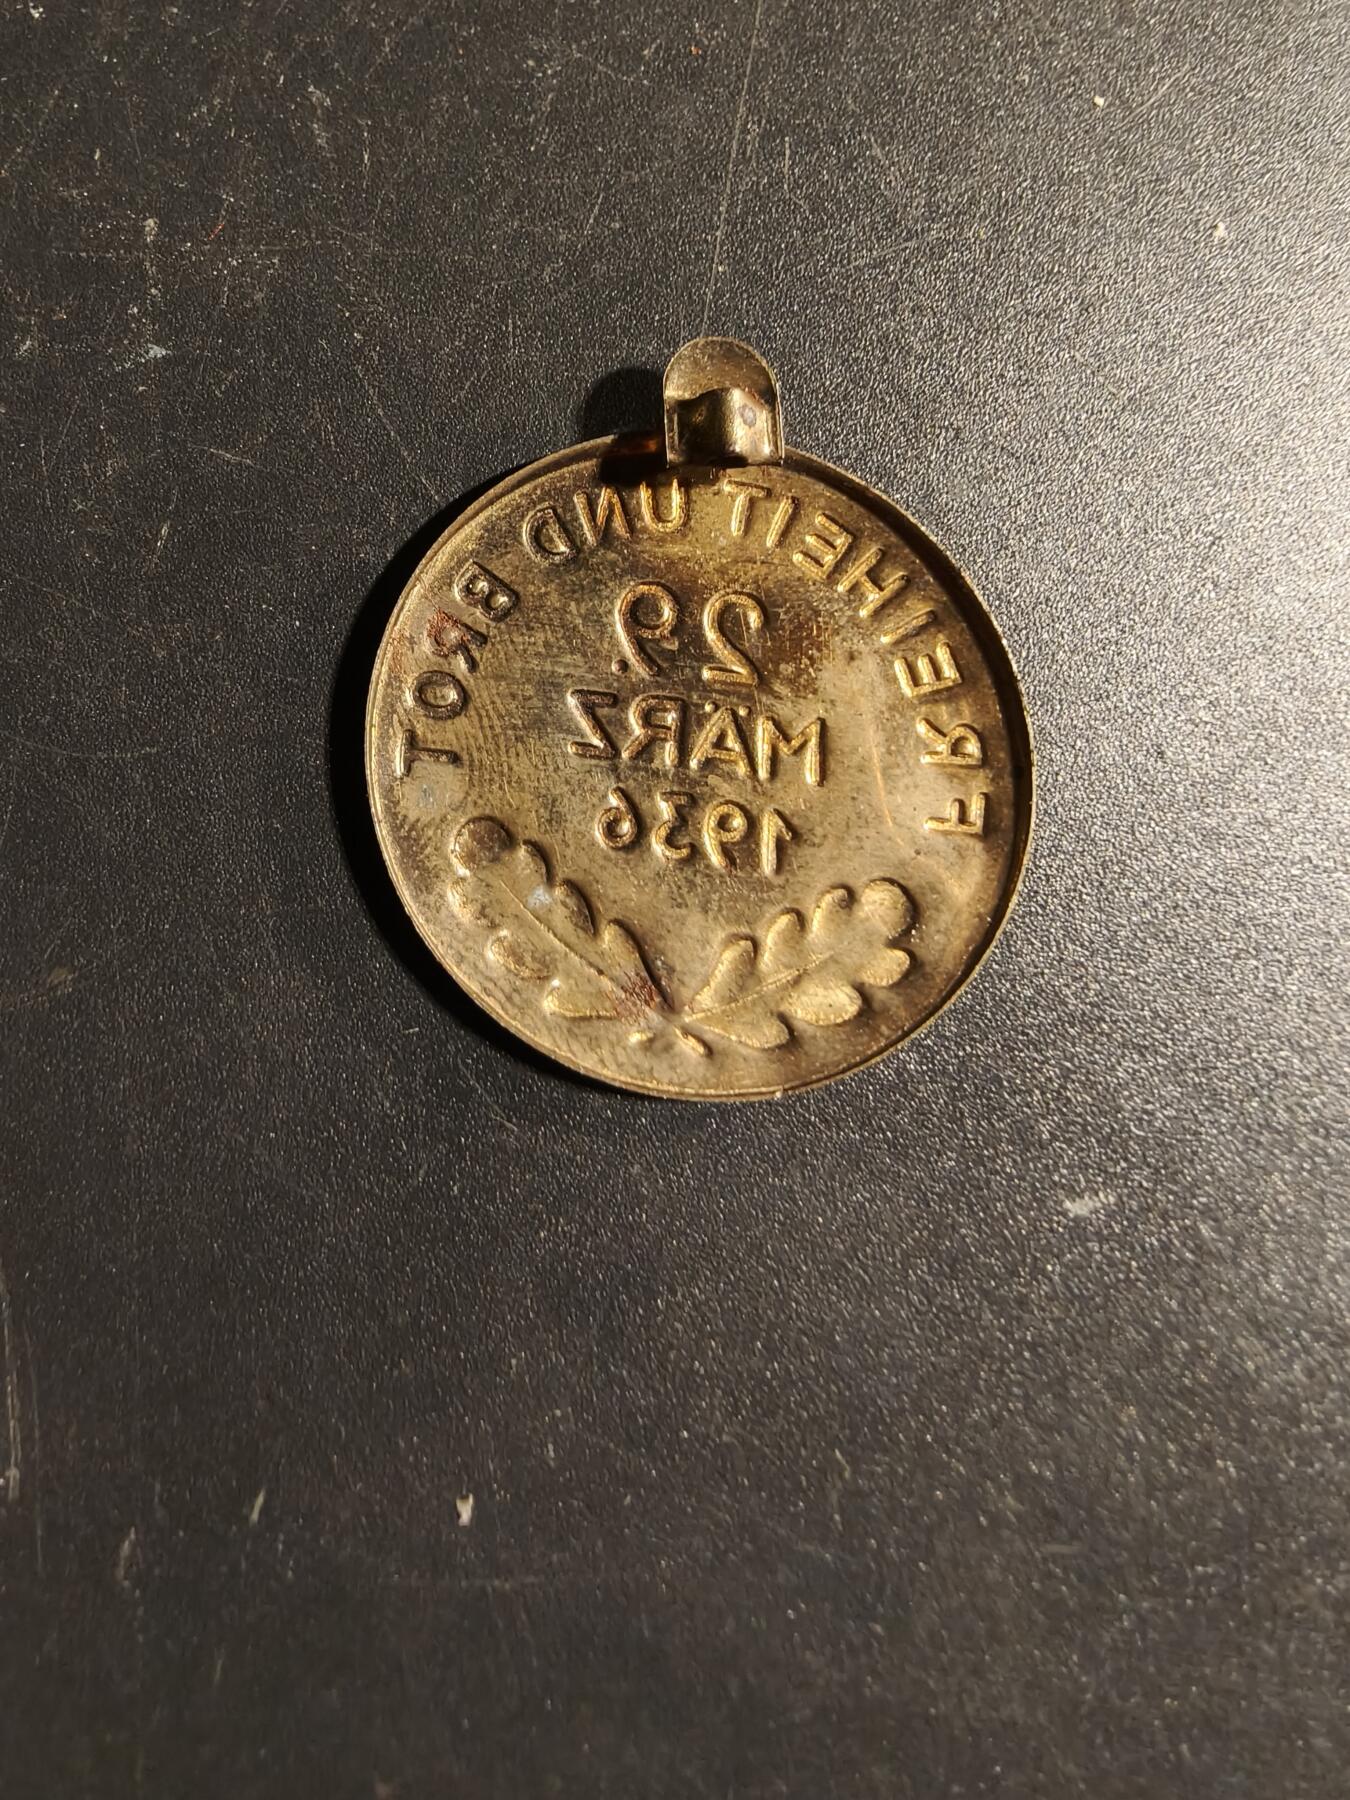 FREIHEIT UND BROT
29.
MÄRZ
1936